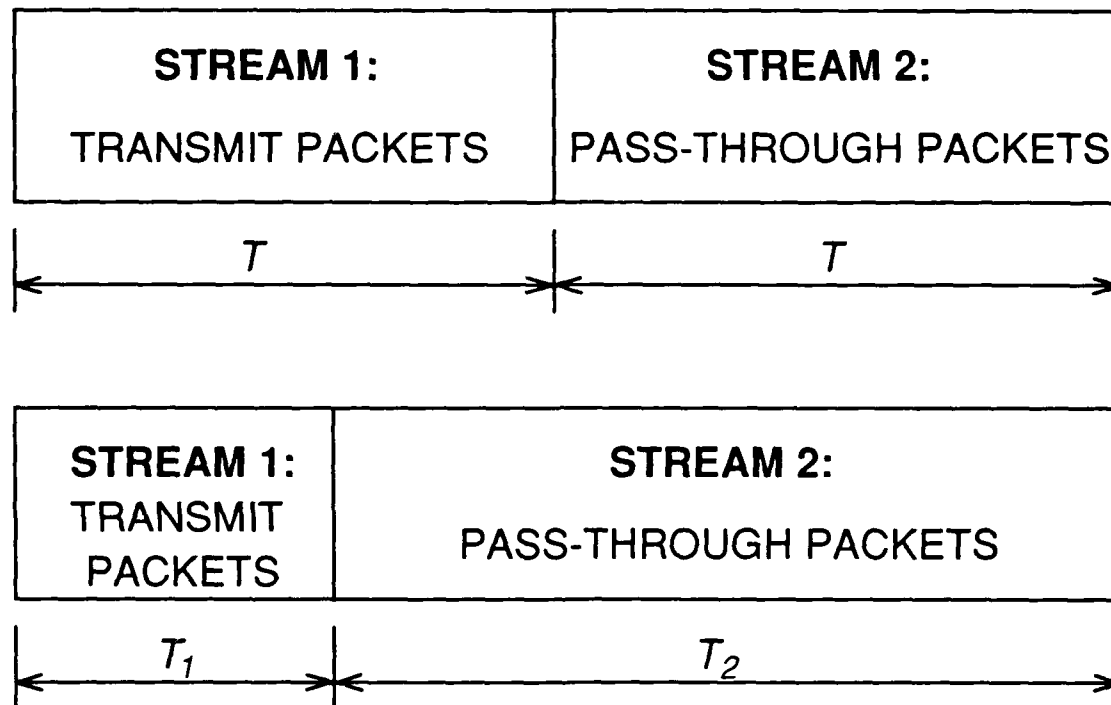 STREAM 1:
TRANSMIT PACKETS
STREAM 2:
PASS-THROUGH PACKETS
T
T
STREAM 1:
TRANSMIT
PACKETS
STREAM 2:
PASS-THROUGH PACKETS
T1
T2